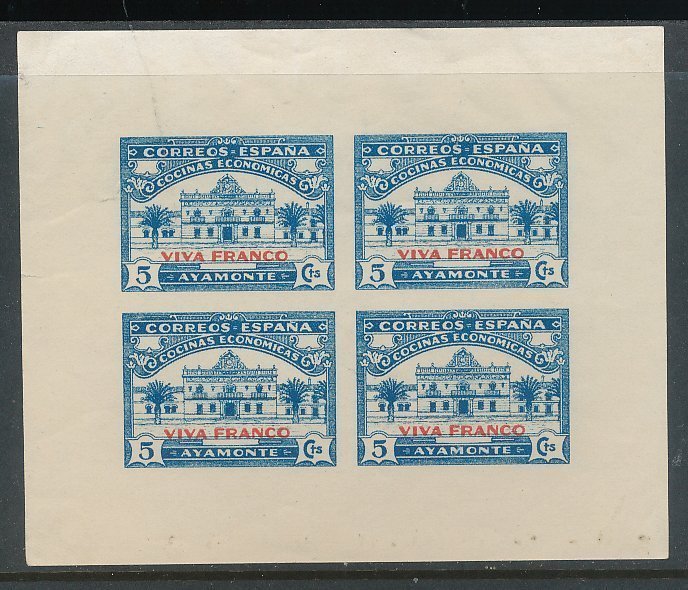 CORREOS = ESPAÑA
COCINAS ECONOMICAS
VIVA FRANCO
5 Cts
AYAMONTE
CORREOS = ESPAÑA
COCINAS ECONOMICAS
VIVA FRANCO
5 Cts
AYAMONTE
CORREOS = ESPAÑA
COCINAS ECONOMICAS
VIVA FRANCO
5 Cts
AYAMONTE
CORREOS = ESPAÑA
COCINAS ECONOMICAS
VIVA FRANCO
5 Cts
AYAMONTE